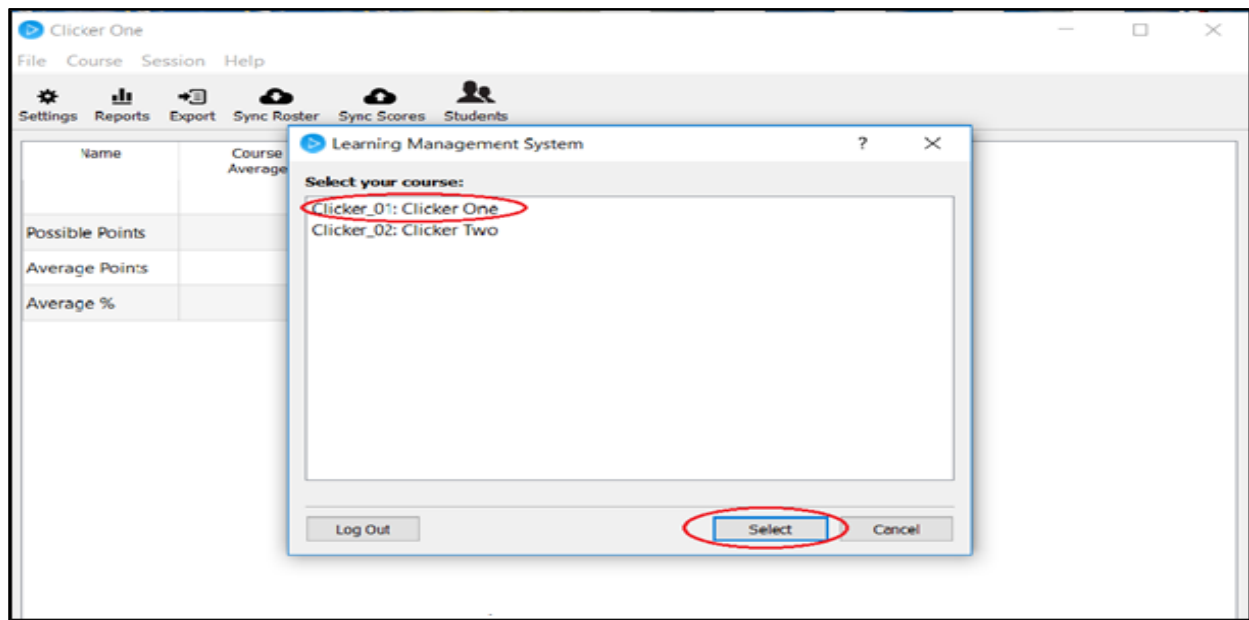 Clicker One
File Course Session Help
Settings Reports Export Sync Roster Sync Scores Students
Learning Management System ? ×
Name
Course
Average
Select your course:
Clicker_01: Clicker One
Clicker_02: Clicker Two
Possible Points
Average Points
Average %
Log Out Select Cancel